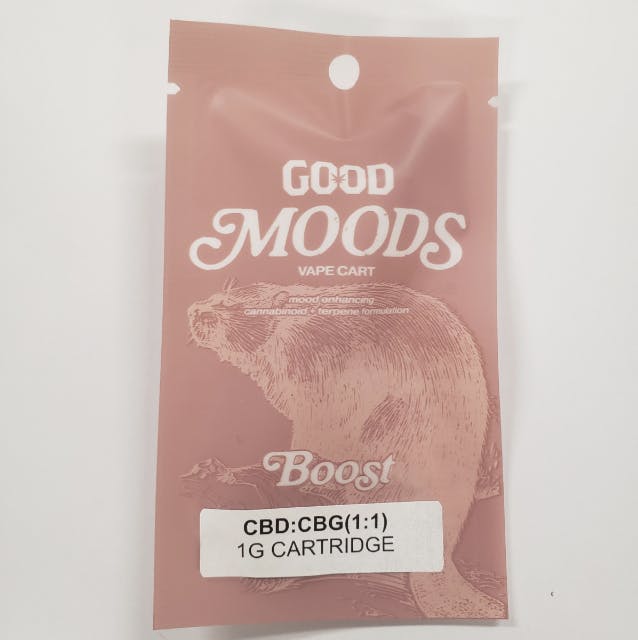 GOOD
MOODS
VAPE CART
mood enhancing
cannabinoid + terpene formulation
Boost
CBD:CBG(1:1)
1G CARTRIDGE